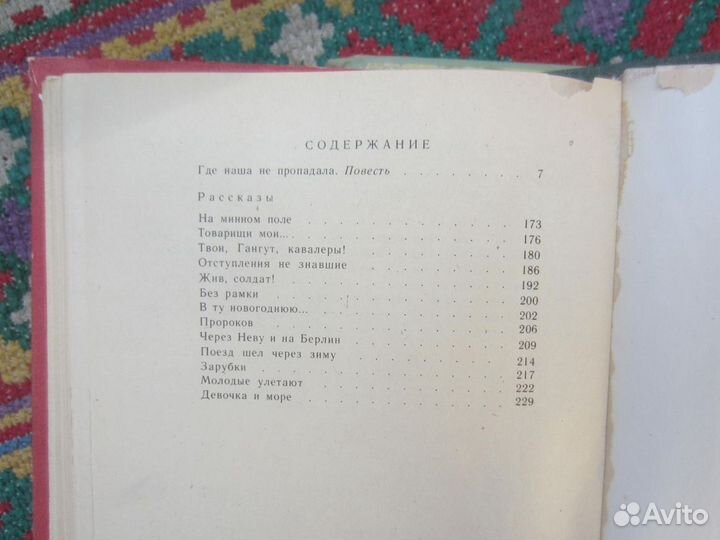 СОДЕРЖАНИЕ
Где наша не пропадала. Повесть . . . . . . . . 7
Рассказы
На минном поле . . . . . . . . . . . . 173
Товарищи мои... . . . . . . . . . . . . 176
Твои, Гангут, кавалеры! . . . . . . . . . 180
Отступления не знавшие . . . . . . . . . 186
Жив, солдат! . . . . . . . . . . . . . 192
Без рамки . . . . . . . . . . . . . . 200
В ту новогоднюю... . . . . . . . . . . . 202
Пророков . . . . . . . . . . . . . . 206
Через Неву и на Берлин . . . . . . . . . 209
Поезд шел через зиму . . . . . . . . . . 214
Зарубки . . . . . . . . . . . . . . . 217
Молодые улетают . . . . . . . . . . . . 222
Девочка и море . . . . . . . . . . . . 229
Avito